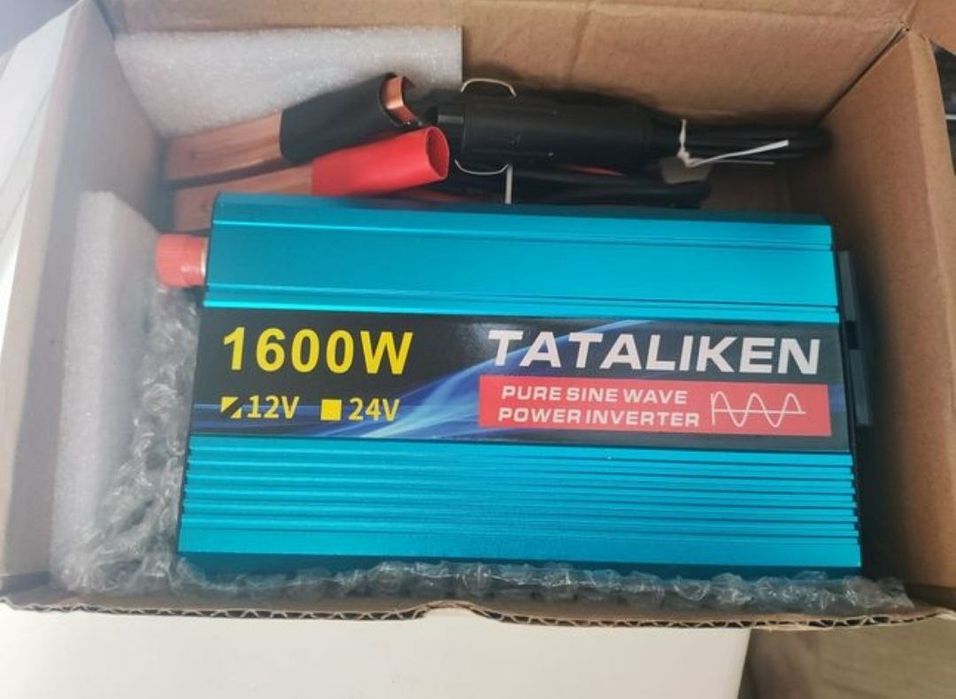 1600W
12V 24V
TATALIKEN
PURE SINE WAVE
POWER INVERTER